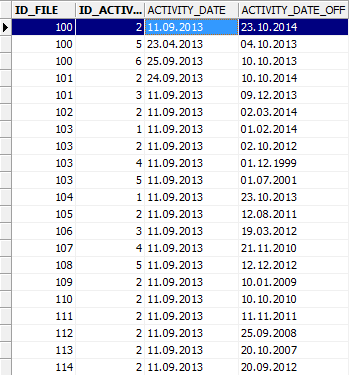 ID_FILE ID_ACTIV... ACTIVITY_DATE ACTIVITY_DATE_OFF
100 2 11.09.2013 23.10.2014
100 5 23.04.2013 04.10.2013
100 6 25.09.2013 10.10.2013
101 2 24.09.2013 10.10.2014
101 3 11.09.2013 09.12.2013
102 2 11.09.2013 02.03.2014
103 1 11.09.2013 01.02.2014
103 2 11.09.2013 02.10.2012
103 4 11.09.2013 01.12.1999
103 5 11.09.2013 01.07.2001
104 1 11.09.2013 23.10.2013
105 2 11.09.2013 12.08.2011
106 3 11.09.2013 19.03.2012
107 4 11.09.2013 21.11.2010
108 5 11.09.2013 12.12.2012
109 2 11.09.2013 10.01.2009
110 2 11.09.2013 10.10.2010
111 2 11.09.2013 11.11.2011
112 2 11.09.2013 25.09.2008
113 2 11.09.2013 20.10.2007
114 2 11.09.2013 20.09.2012